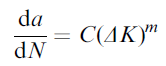 da/dN = C(ΔK)^m